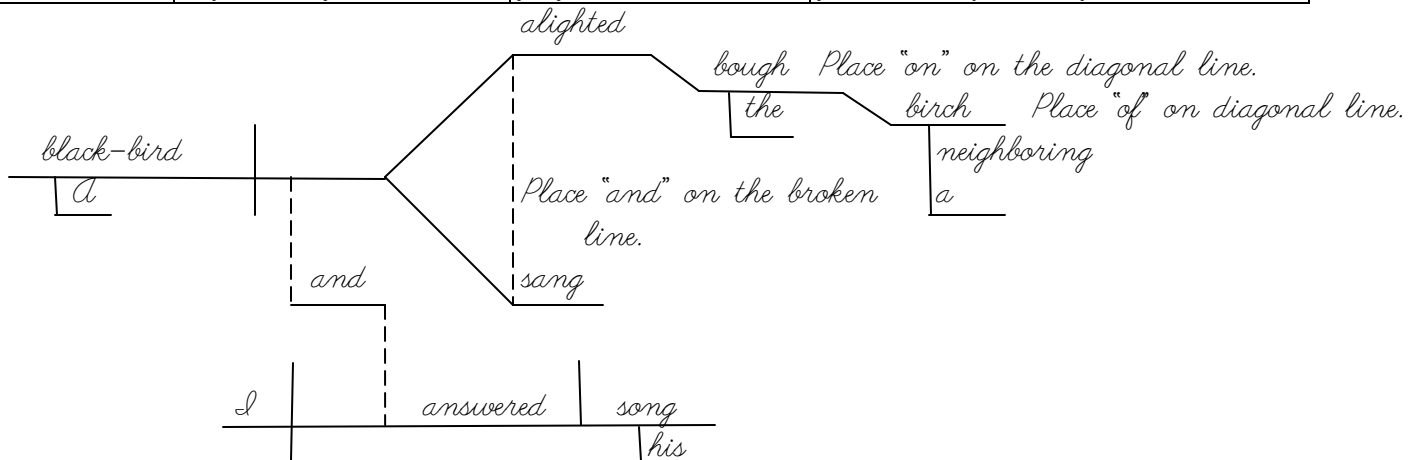 alighted
bough Place “on” on the diagonal line.
the birch Place “of” on diagonal line.
black-bird neighboring
A Place “and” on the broken a
line.
and sang
I answered song
his